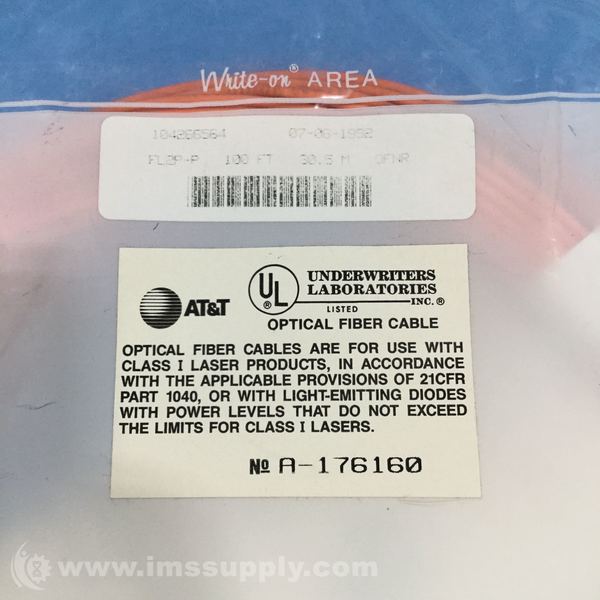 Write-on® AREA
104286564 07-06-1992
FL2P-P 100 FT 30.5 M OFNR
AT&T
UL
®
UNDERWRITERS
LABORATORIES
INC.®
LISTED
OPTICAL FIBER CABLE
OPTICAL FIBER CABLES ARE FOR USE WITH
CLASS I LASER PRODUCTS, IN ACCORDANCE
WITH THE APPLICABLE PROVISIONS OF 21CFR
PART 1040, OR WITH LIGHT-EMITTING DIODES
WITH POWER LEVELS THAT DO NOT EXCEED
THE LIMITS FOR CLASS I LASERS.
№ A-176160
www.imssupply.com